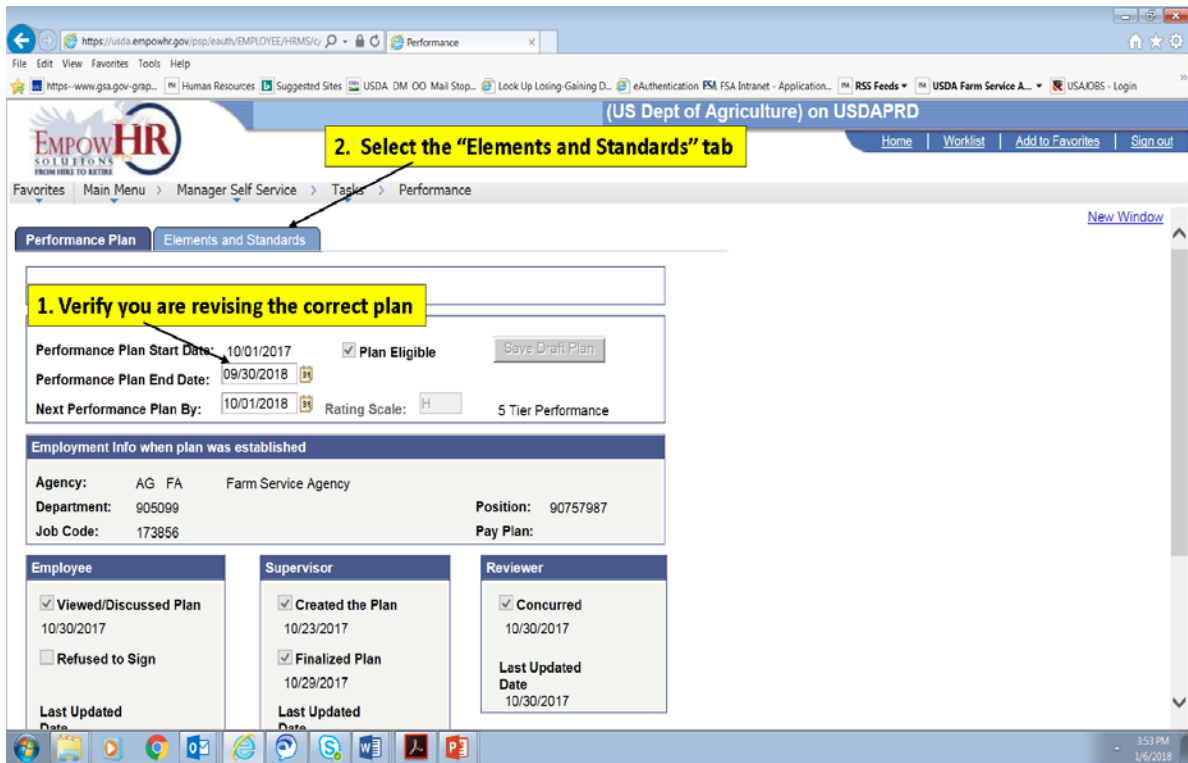 https://usda.empowhr.gov/psp/eauth/EMPLOYEE/HRMS/c/ Performance
File Edit View Favorites Tools Help
https--www.gsa.gov-grap... Human Resources Suggested Sites USDA DM OO Mail Stop... Look Up Losing-Gaining D... eAuthentication FSA Intranet - Application... RSS Feeds USDA Farm Service A... USAJOBS - Login
(US Dept of Agriculture) on USDAPRD
EMPOWHR
SOLUTIONS
FROM HIRE TO RETIRE
2. Select the “Elements and Standards” tab
Home | Worklist | Add to Favorites | Sign out
Favorites Main Menu > Manager Self Service > Tasks > Performance
New Window
Performance Plan Elements and Standards
1. Verify you are revising the correct plan
Performance Plan Start Date: 10/01/2017 Plan Eligible Save Draft Plan
Performance Plan End Date: 09/30/2018
Next Performance Plan By: 10/01/2018 Rating Scale: H 5 Tier Performance
Employment Info when plan was established
Agency: AG FA Farm Service Agency
Department: 905099 Position: 90757987
Job Code: 173856 Pay Plan:
Employee Supervisor Reviewer
Viewed/Discussed Plan Created the Plan Concurred
10/30/2017 10/23/2017 10/30/2017
Refused to Sign Finalized Plan Last Updated
10/29/2017 Date
10/30/2017
Last Updated Last Updated
Date Date
3:53 PM
1/6/2018